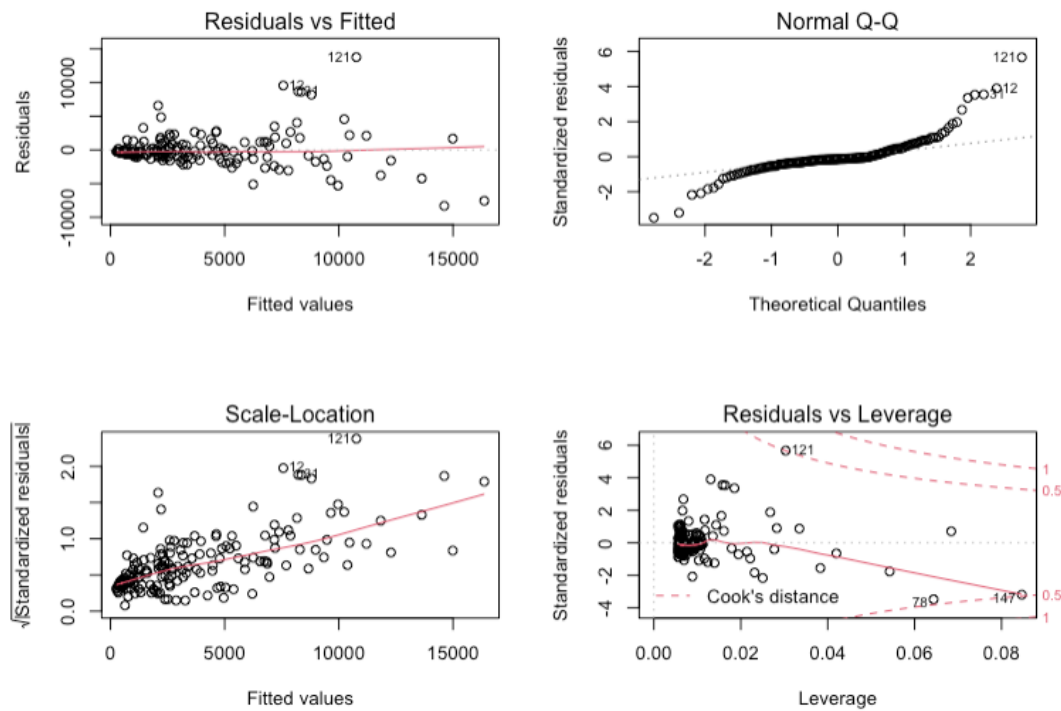 Residuals vs Fitted
Residuals
10000
0
-10000
121
12
31
0 5000 10000 15000
Fitted values
Normal Q-Q
Standardized residuals
6
4
2
0
-2
121
12
31
-2 -1 0 1 2
Theoretical Quantiles
Scale-Location
√|Standardized residuals|
2.0
1.0
0.0
121
12
31
0 5000 10000 15000
Fitted values
Residuals vs Leverage
Standardized residuals
6
4
2
0
-2
-4
121
78
147
Cook's distance
1
0.5
0.5
1
0.00 0.02 0.04 0.06 0.08
Leverage